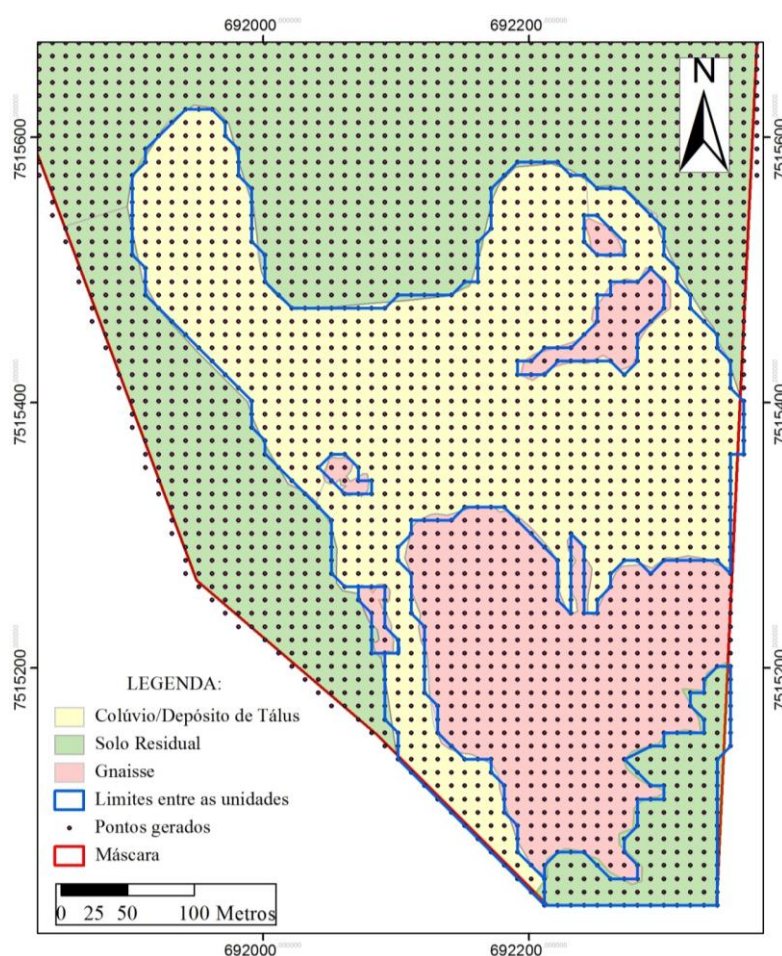 692000 692200
N
7515600 7515600
7515400 7515400
7515200 7515200
LEGENDA:
Colúvio/Depósito de Tálus
Solo Residual
Gnaisse
Limites entre as unidades
Pontos gerados
Máscara
0 25 50 100 Metros
692000 692200